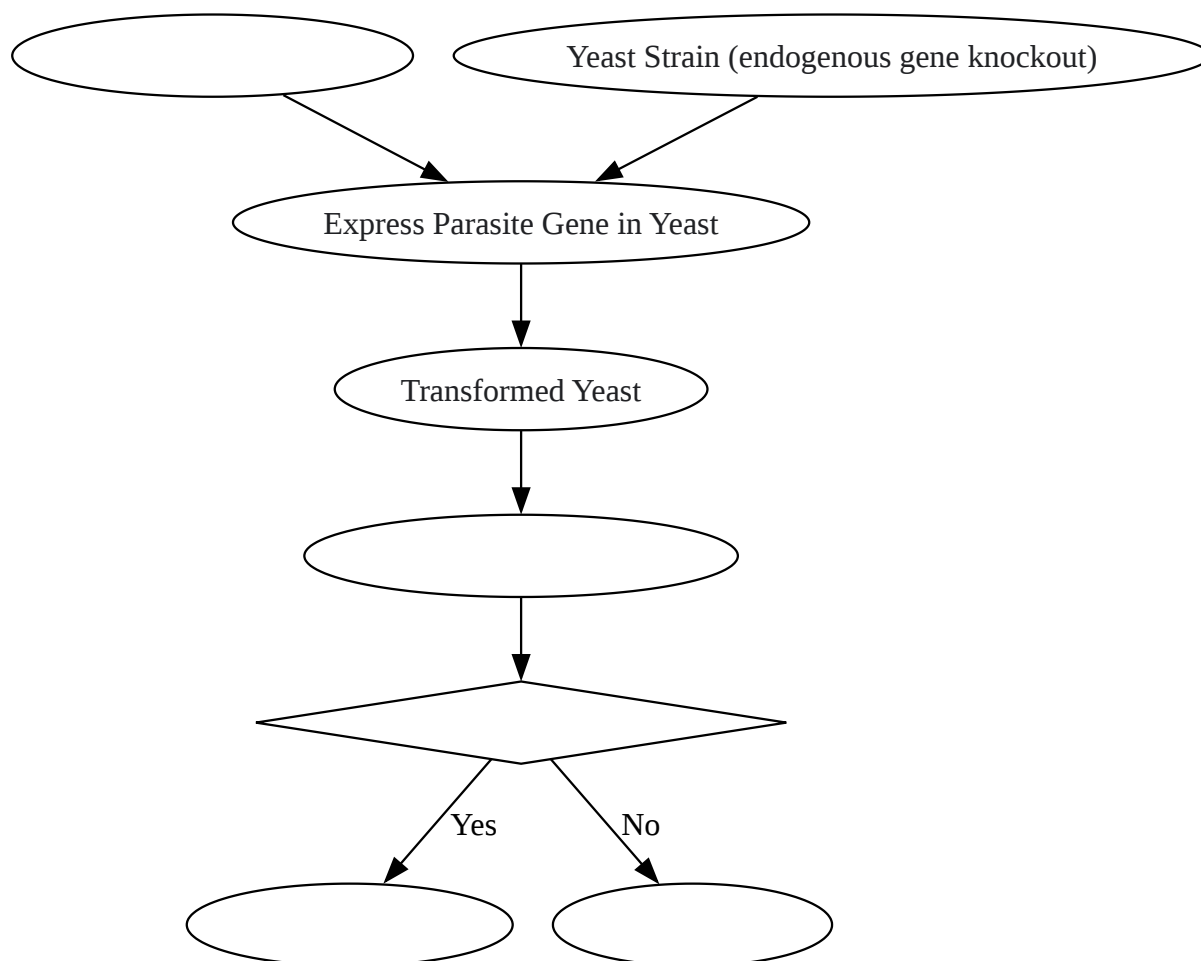 Yeast Strain (endogenous gene knockout)
Express Parasite Gene in Yeast
Transformed Yeast
Yes
No